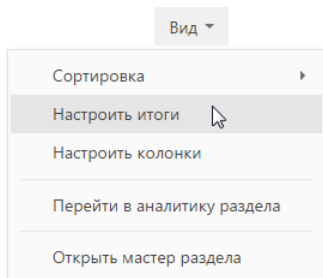 Вид
Сортировка
Настроить итоги
Настроить колонки
Перейти в аналитику раздела
Открыть мастер раздела